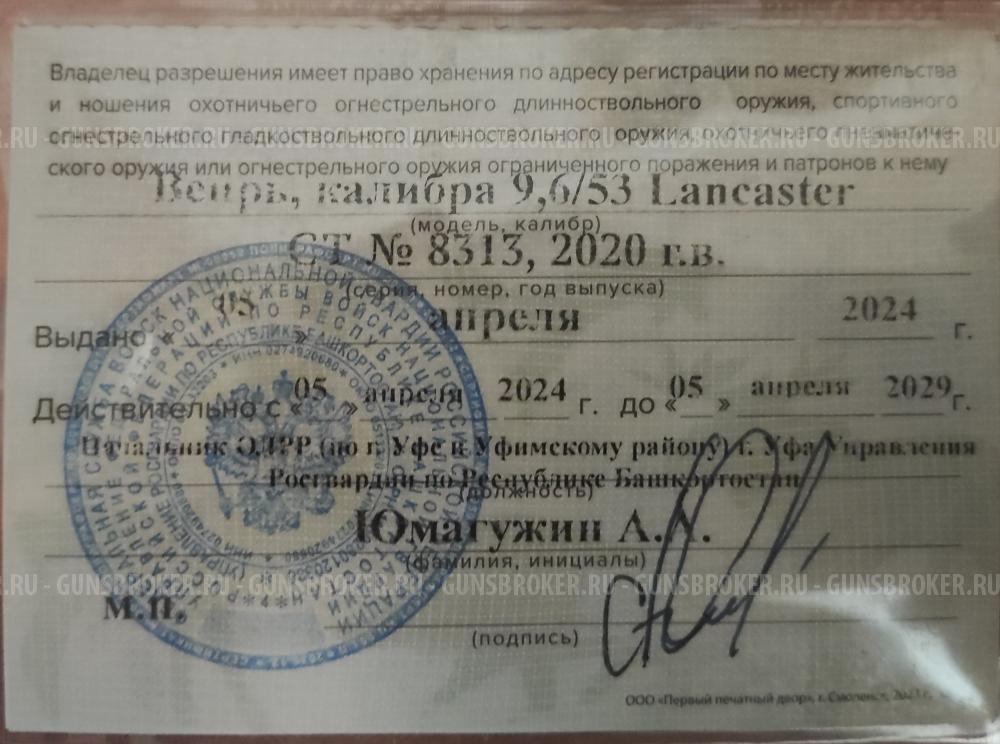 Владелец разрешения имеет право хранения по адресу регистрации по месту жительства
и ношения охотничьего огнестрельного длинноствольного оружия, спортивного
огнестрельного гладкоствольного длинноствольного оружия, охотничьего пневматиче-
ского оружия или огнестрельного оружия ограниченного поражения и патронов к нему
Вепрь, калибра 9,6/53 Lancaster
(модель, калибр)
СТ № 8313, 2020 г.в.
(серия, номер, год выпуска)
Выдано « 05 » апреля 2024 г.
Действительно с « 05 » апреля 2024 г. до « 05 » апреля 2029 г.
Начальник ОЛРР (по г. Уфе и Уфимскому району) г. Уфа Управления
Росгвардии по Республике Башкортостан
(должность)
Юмагужин А.А.
(фамилия, инициалы)
.RU - GUNSBROKER.RU - GUNSBROKER.RU - GUNSBROKER.RU - GUNSBROKER.RU - GUNSBROKER.RU
М.П.
(подпись)
ООО «Первый печатный двор», г. Смоленск,